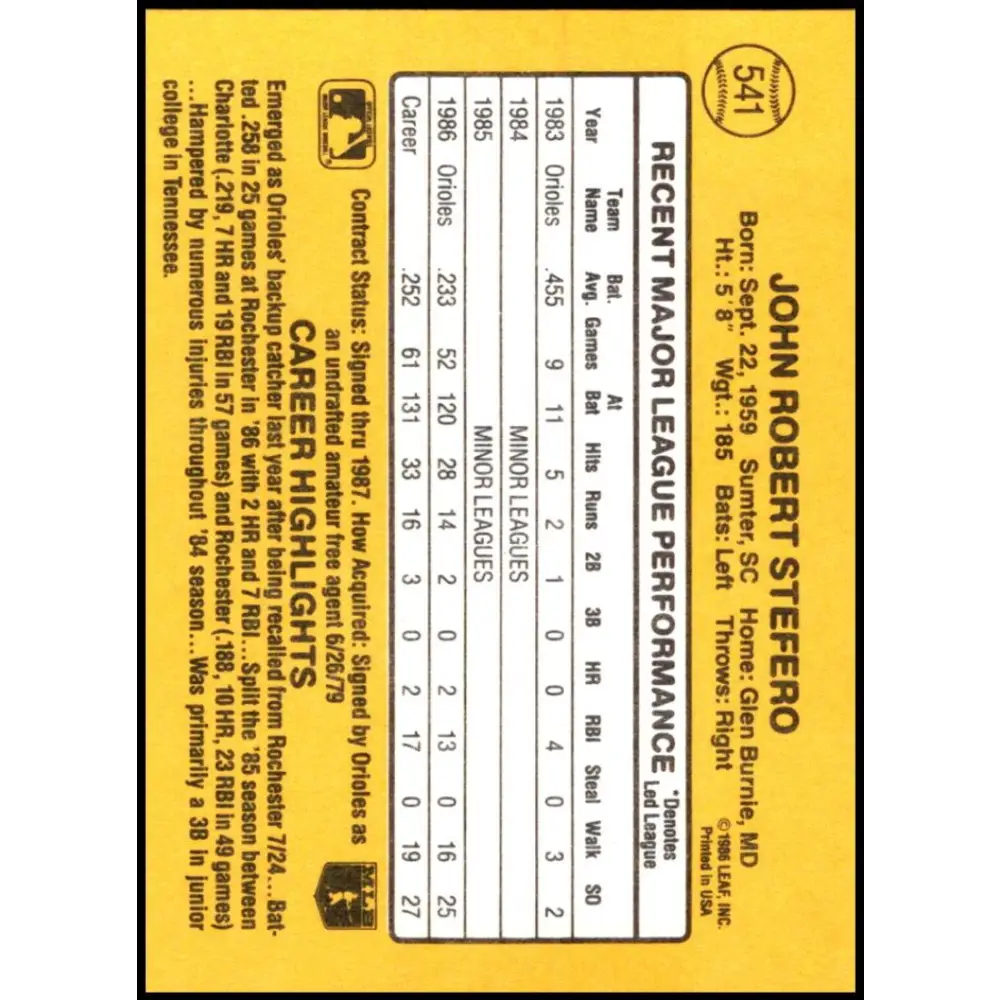 541
JOHN ROBERT STEFERO
Born: Sept. 22, 1959 Sumter, SC Home: Glen Burnie, MD
Ht.: 5'8" Wgt.: 185 Bats: Left Throws: Right
© 1986 LEAF, INC.
Printed in USA
RECENT MAJOR LEAGUE PERFORMANCE *Denotes
Led League
Year Team Name Bat. Avg. Games At Bat Hits Runs 2B 3B HR RBI Steal Walk SO
1983 Orioles .455 9 11 5 2 1 0 0 4 0 3 2
1984 MINOR LEAGUES
1985 MINOR LEAGUES
1986 Orioles .233 52 120 28 14 2 0 2 13 0 16 25
Career .252 61 131 33 16 3 0 2 17 0 19 27
Contract Status: Signed thru 1987. How Acquired: Signed by Orioles as
an undrafted amateur free agent 6/26/79
MLB
CAREER HIGHLIGHTS
Emerged as Orioles' backup catcher last year after being recalled from Rochester 7/24... Bat-
ted .258 in 25 games at Rochester in '86 with 2 HR and 7 RBI... Split the '85 season between
Charlotte (.219, 7 HR and 19 RBI in 57 games) and Rochester (.188, 10 HR, 23 RBI in 49 games)
...Hampered by numerous injuries throughout '84 season... Was primarily a 3B in junior
college in Tennessee.